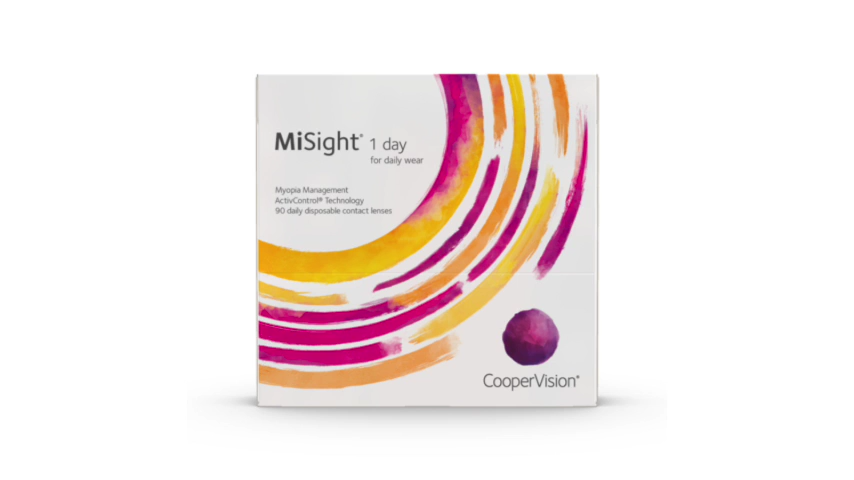 MiSight® 1 day
for daily wear
Myopia Management
ActivControl® Technology
90 daily disposable contact lenses
CooperVision®